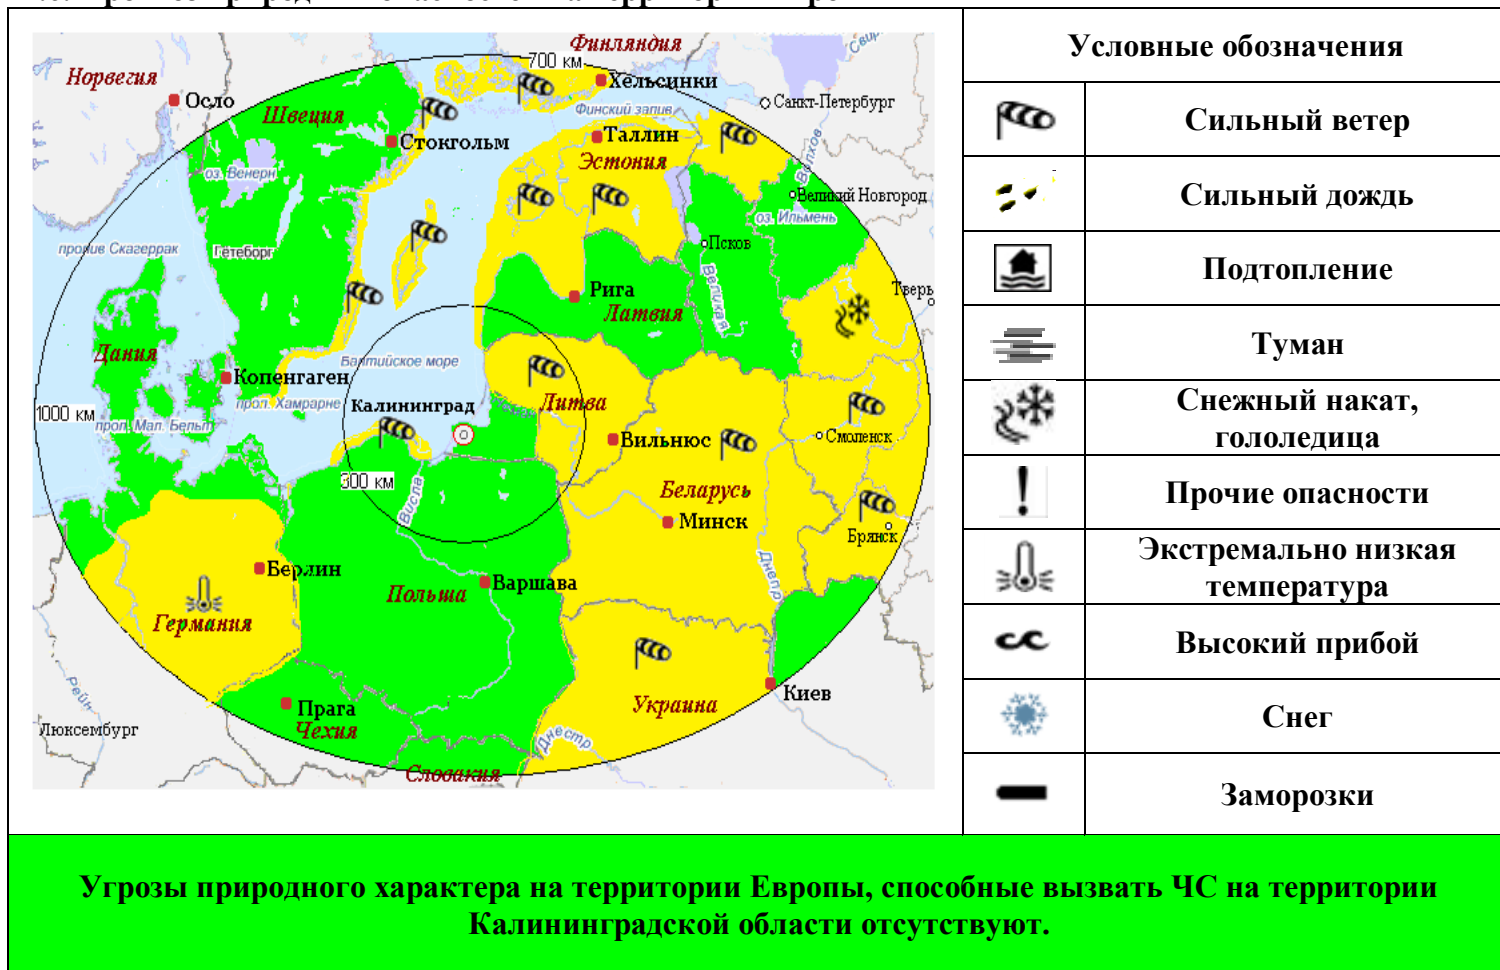 Норвегия
Финляндия
700 км
Хельсинки
Осло
Швеция
Финский залив
Санкт-Петербург
Стокгольм
Таллин
Эстония
Волхов
оз. Венерн
Великий Новгород
оз. Ильмень
пролив Скагеррак
Гётеборг
Псков
Великая
Рига
Латвия
Тверь
Дания
Балтийское море
Копенгаген
прол. Хамрарне
Калининград
Литва
1000 км
прол. Мал. Бельт
Вильнюс
Смоленск
300 км
Висла
Беларусь
Минск
Брянск
Берлин
Польша
Варшава
Днепр
Германия
Рейн
Прага
Чехия
Украина
Киев
Люксембург
Днестр
Словакия
Условные обозначения
Сильный ветер
Сильный дождь
Подтопление
Туман
Снежный накат,
гололедица
Прочие опасности
Экстремально низкая
температура
Высокий прибой
Снег
Заморозки
Угрозы природного характера на территории Европы, способные вызвать ЧС на территории
Калининградской области отсутствуют.